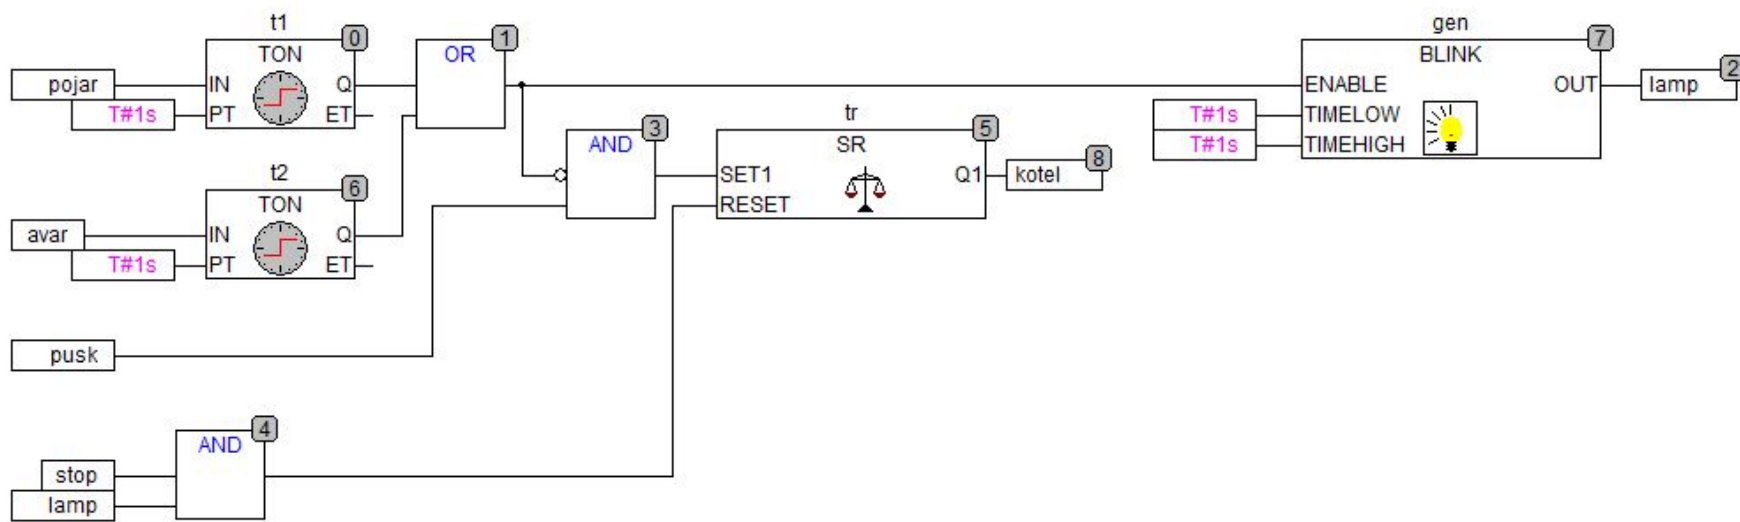 t1
0
TON
pojar
IN
Q
T#1s
PT
ET
1
OR
t2
6
TON
avar
IN
Q
T#1s
PT
ET
pusk
4
AND
stop
lamp
3
AND
tr
5
SR
SET1
Q1
RESET
8
kotel
gen
7
BLINK
ENABLE
OUT
T#1s
TIMELOW
T#1s
TIMEHIGH
2
lamp